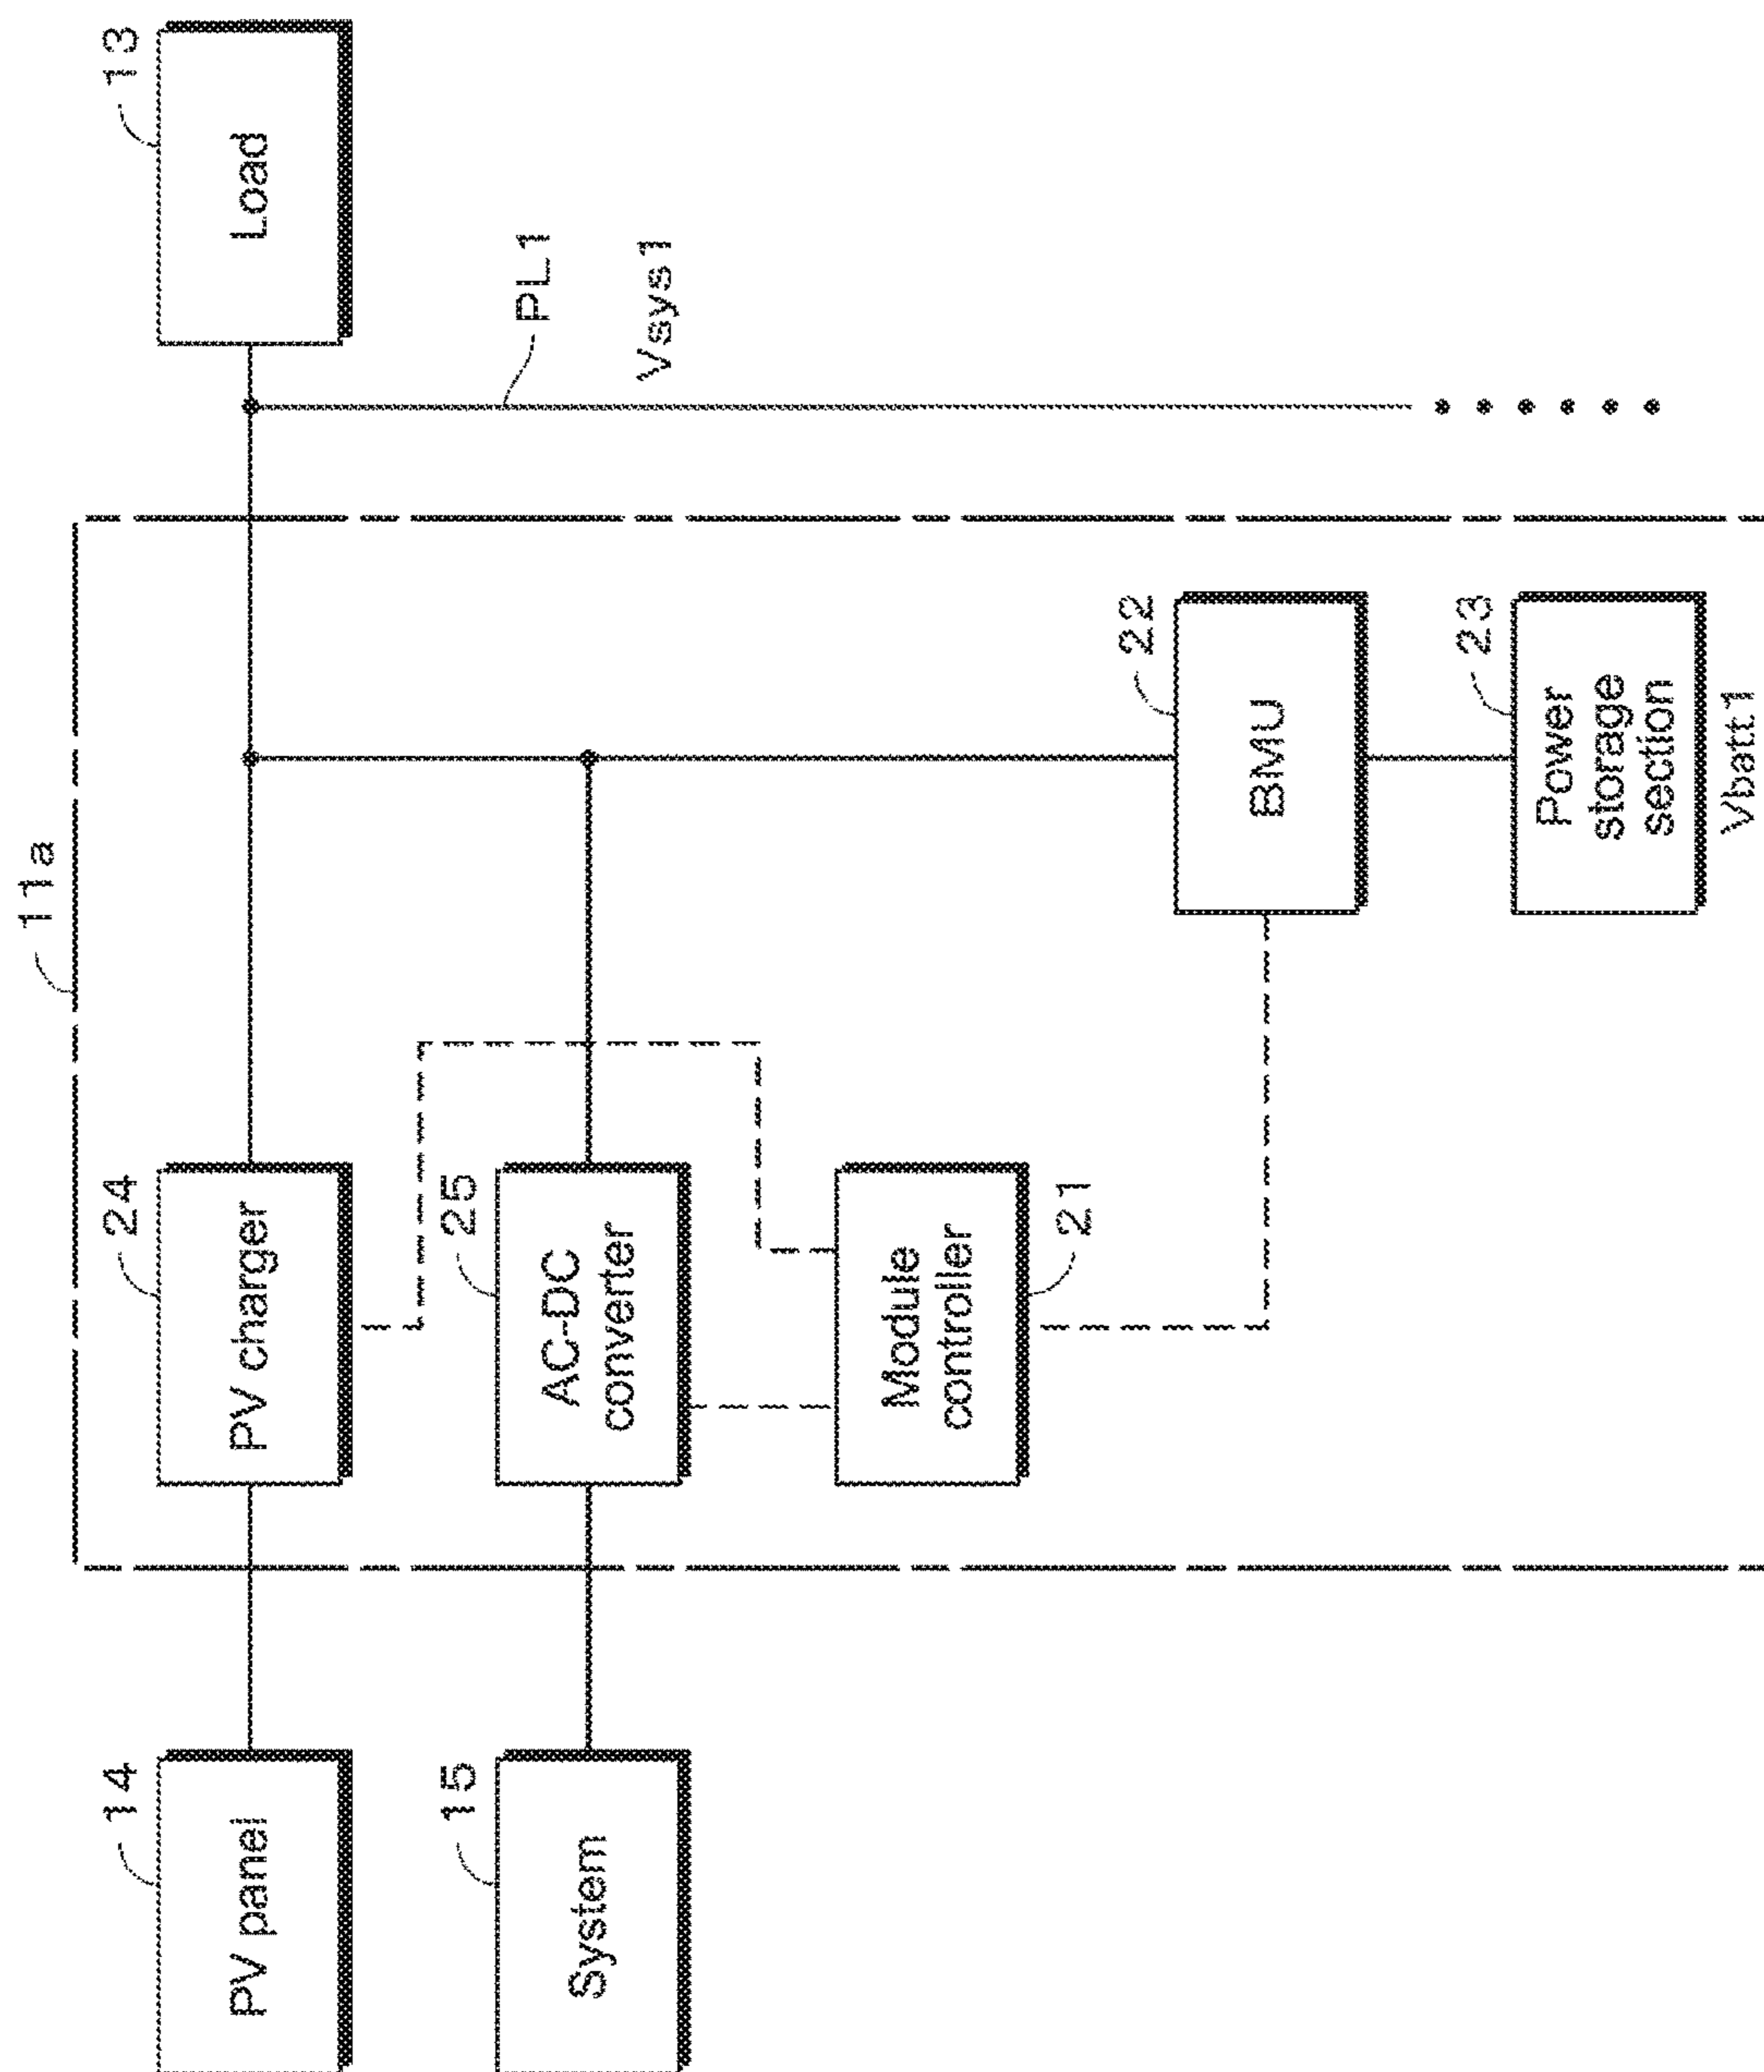 11a
14
PV panel
24
PV charger
13
Load
15
System
25
AC-DC
converter
PL1
Vsys1
Module
controller
21
22
BMU
23
Power
storage
section
Vbatt1